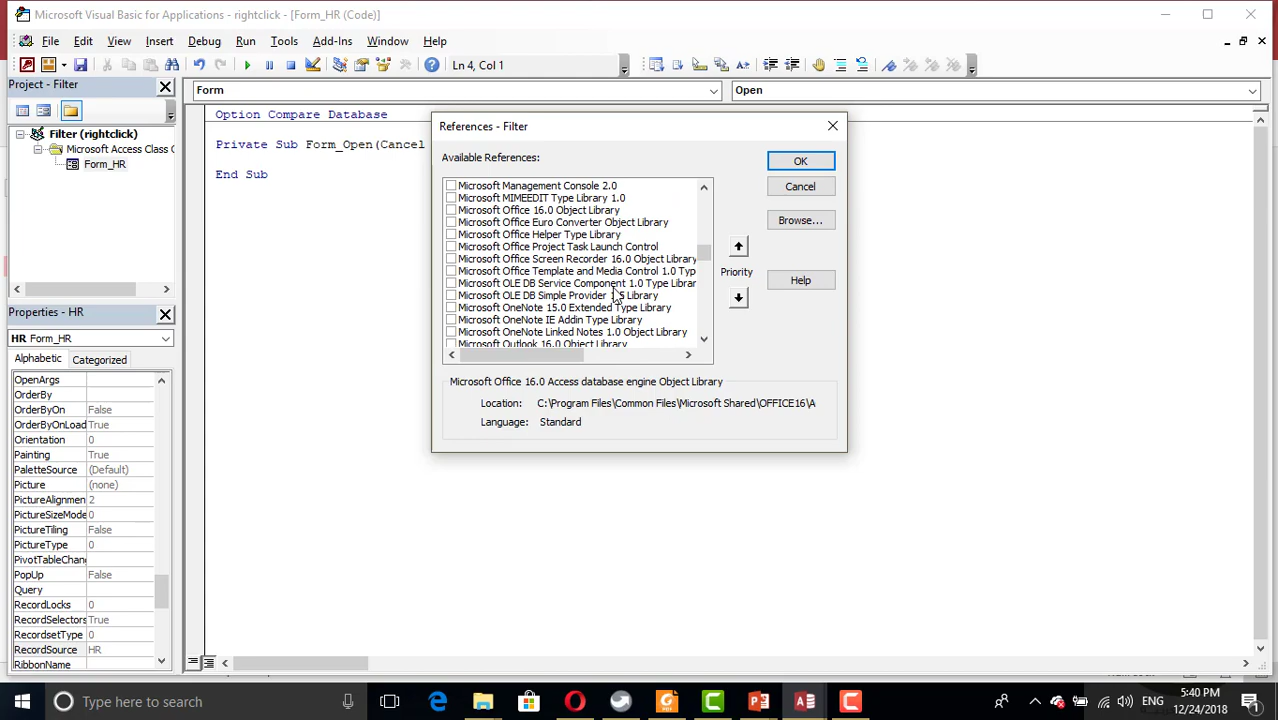 Microsoft Visual Basic for Applications - rightclick - [Form_HR (Code)]
File Edit View Insert Debug Run Tools Add-Ins Window Help
Ln 4, Col 1
Project - Filter
Filter (rightclick)
Microsoft Access Class O
Form_HR
Form
Open
Option Compare Database
Private Sub Form_Open(Cancel
End Sub
Properties - HR
HR Form_HR
Alphabetic Categorized
OpenArgs
OrderBy
OrderByOn False
OrderByOnLoad True
Orientation 0
Painting True
PaletteSource (Default)
Picture (none)
PictureAlignmen 2
PictureSizeMode 0
PictureTiling False
PictureType 0
PivotTableChang
PopUp False
Query
RecordLocks 0
RecordSelectors True
RecordsetType 0
RecordSource HR
RibbonName
References - Filter
Available References:
Microsoft Management Console 2.0
Microsoft MIMEEDIT Type Library 1.0
Microsoft Office 16.0 Object Library
Microsoft Office Euro Converter Object Library
Microsoft Office Helper Type Library
Microsoft Office Project Task Launch Control
Microsoft Office Screen Recorder 16.0 Object Library
Microsoft Office Template and Media Control 1.0 Typ
Microsoft OLE DB Service Component 1.0 Type Librar
Microsoft OLE DB Simple Provider 1.5 Library
Microsoft OneNote 15.0 Extended Type Library
Microsoft OneNote IE Addin Type Library
Microsoft OneNote Linked Notes 1.0 Object Library
Microsoft Outlook 16.0 Object Library
OK
Cancel
Browse...
Priority
Help
Microsoft Office 16.0 Access database engine Object Library
Location: C:\Program Files\Common Files\Microsoft Shared\OFFICE16\A
Language: Standard
Type here to search
ENG
5:40 PM
12/24/2018